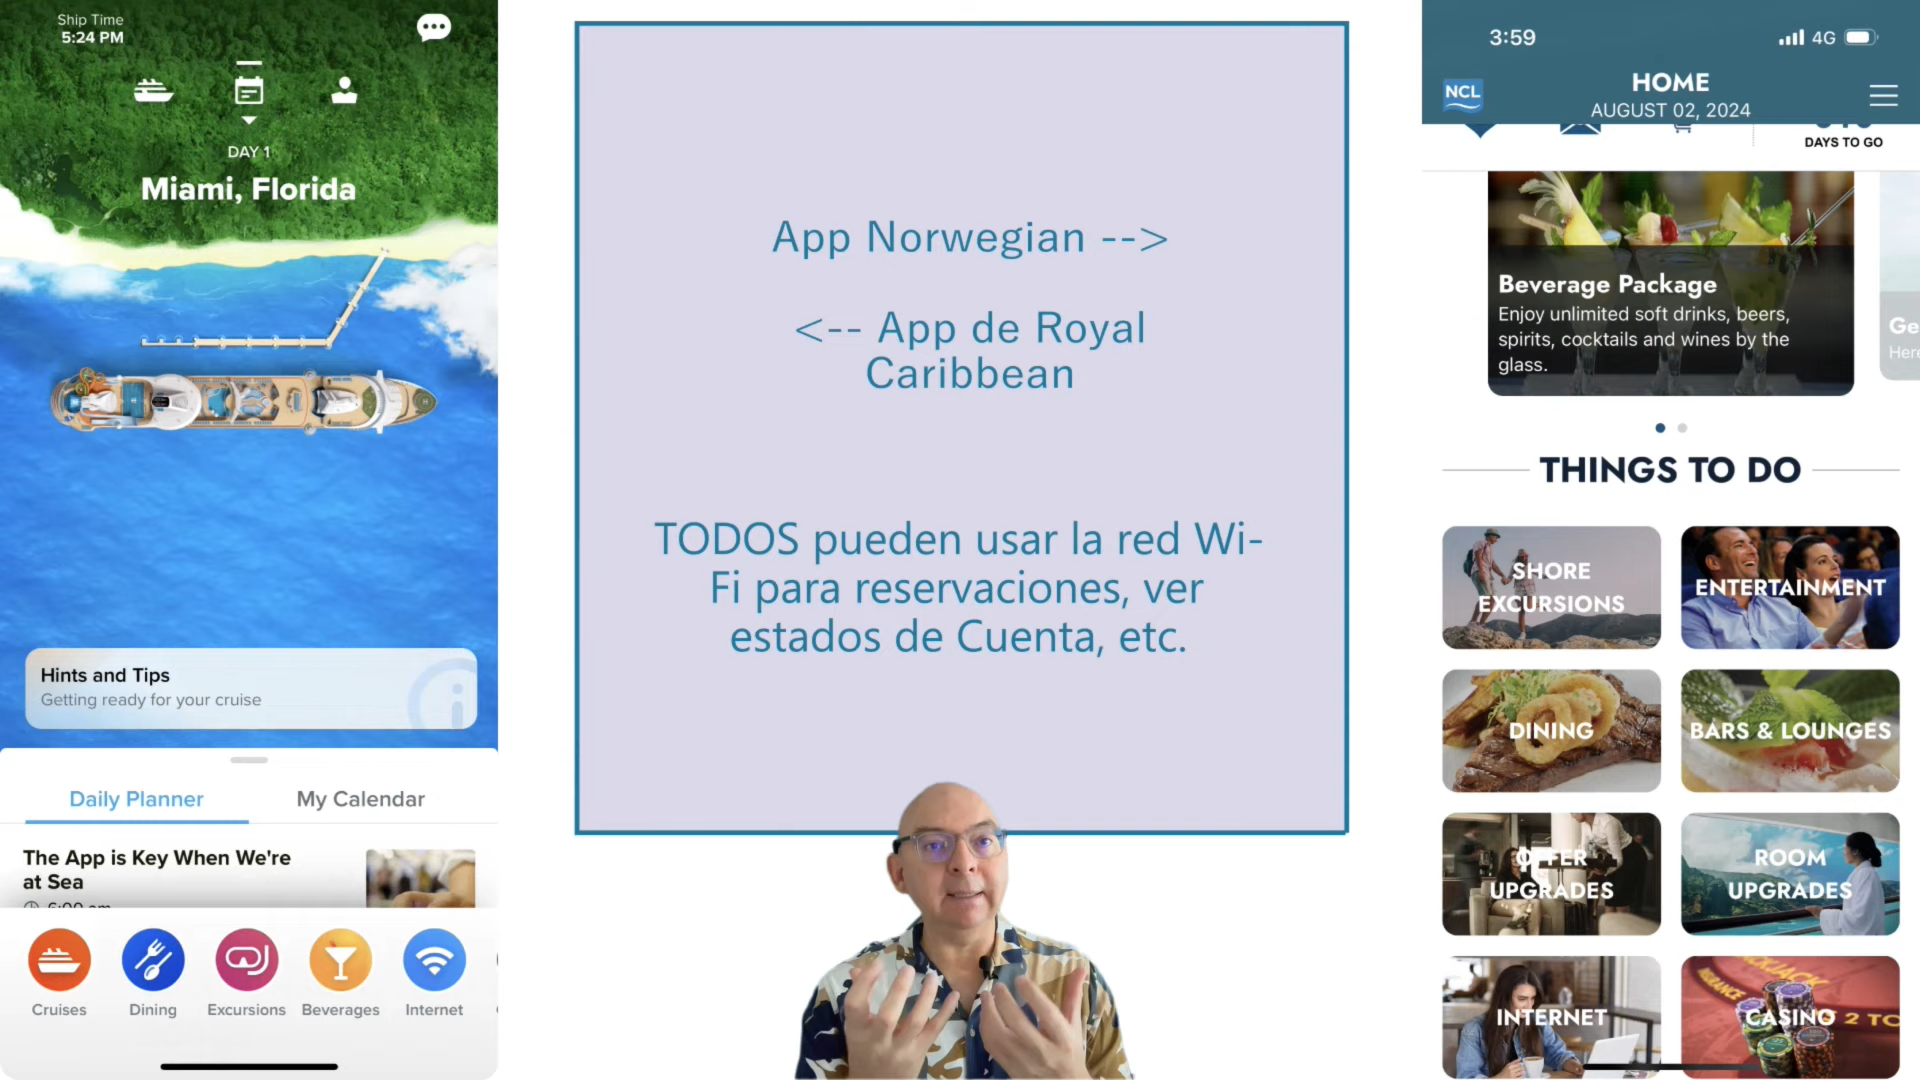 Ship Time
5:24 PM
DAY 1
Miami, Florida
Hints and Tips
Getting ready for your cruise
Daily Planner
My Calendar
The App is Key When We're
at Sea
Cruises
Dining
Excursions
Beverages
Internet
App Norwegian -->
<-- App de Royal
Caribbean
TODOS pueden usar la red Wi-
Fi para reservaciones, ver
estados de Cuenta, etc.
3:59
4G
NCL
HOME
AUGUST 02, 2024
DAYS TO GO
Beverage Package
Enjoy unlimited soft drinks, beers,
spirits, cocktails and wines by the
glass.
THINGS TO DO
SHORE
EXCURSIONS
ENTERTAINMENT
DINING
BARS & LOUNGES
OFFER
UPGRADES
ROOM
UPGRADES
INTERNET
CASINO